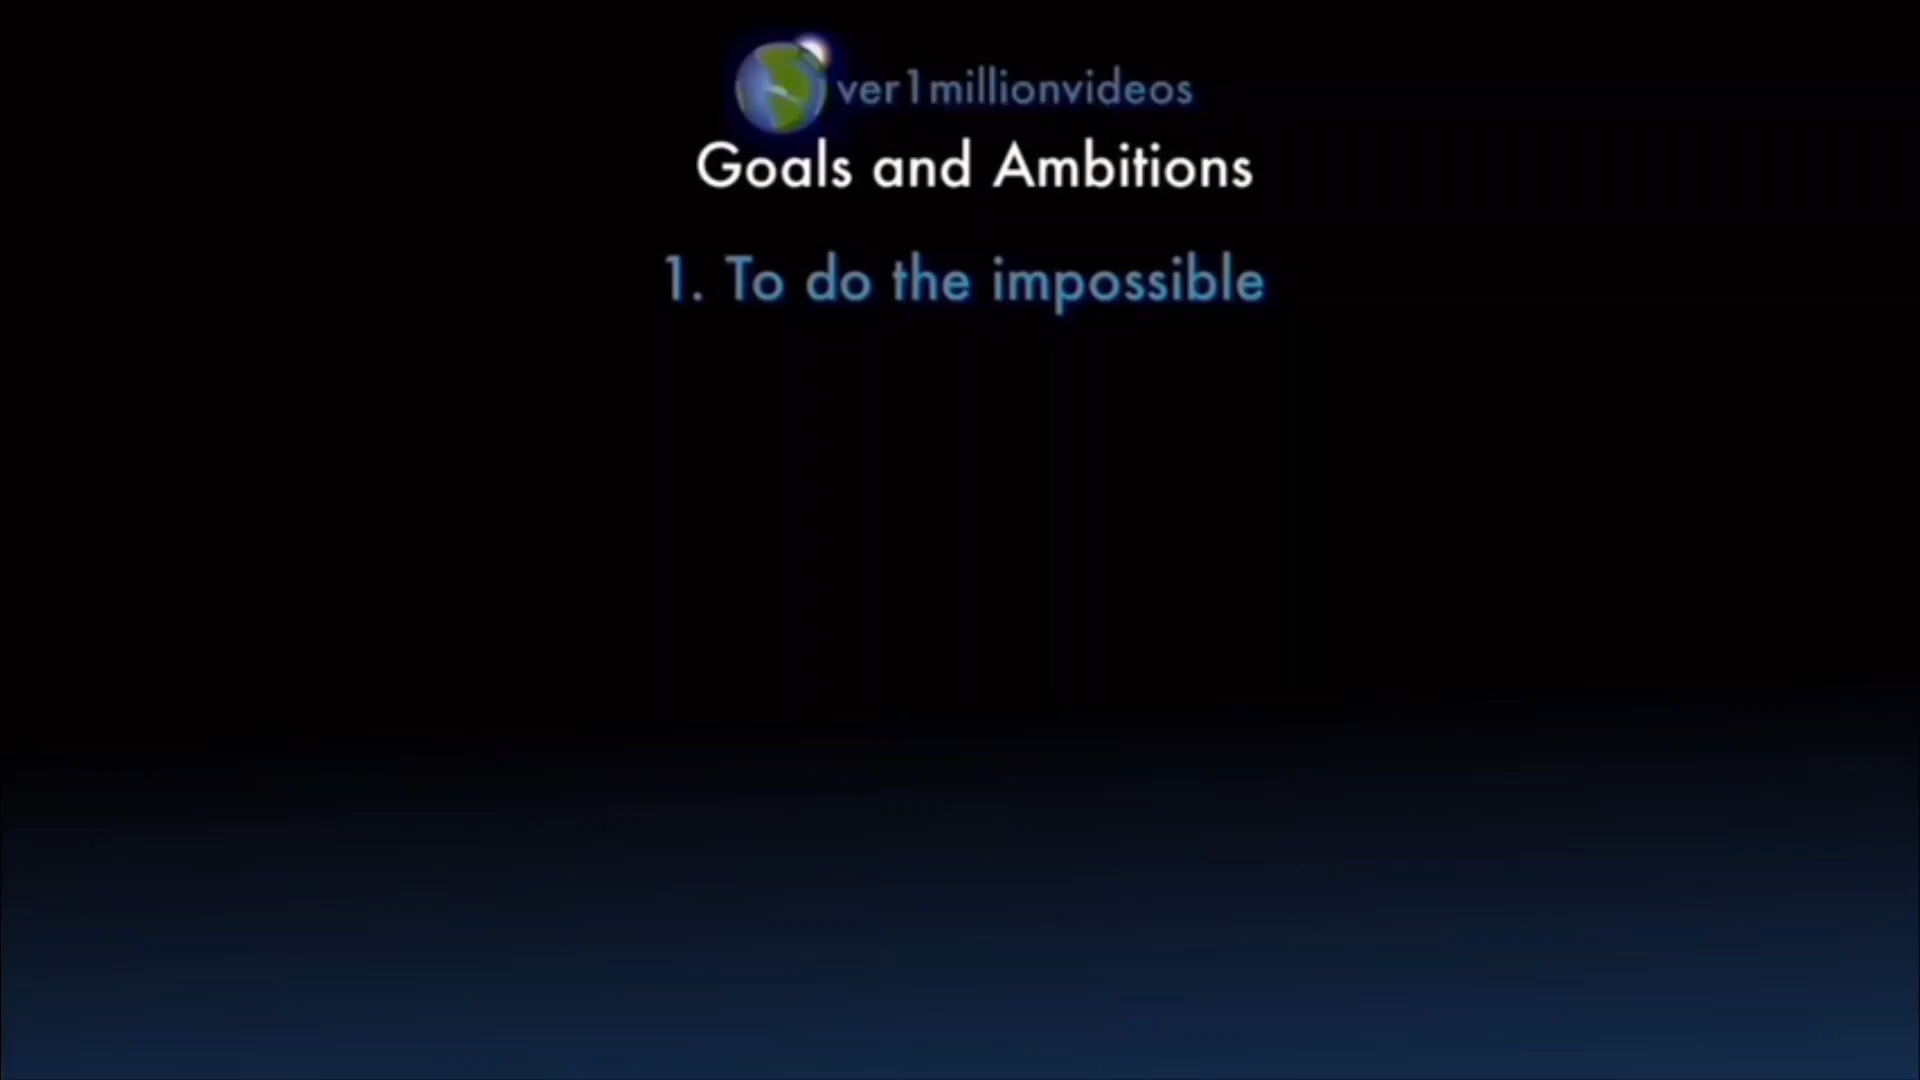 ver1millionvideos
Goals and Ambitions
1. To do the impossible